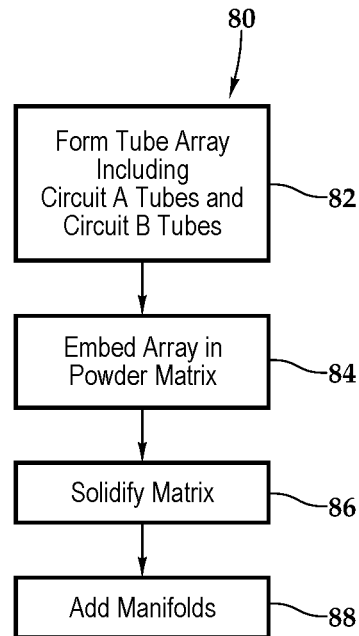 80
Form Tube Array
Including
Circuit A Tubes and
Circuit B Tubes
82
Embed Array in
Powder Matrix
84
Solidify Matrix
86
Add Manifolds
88